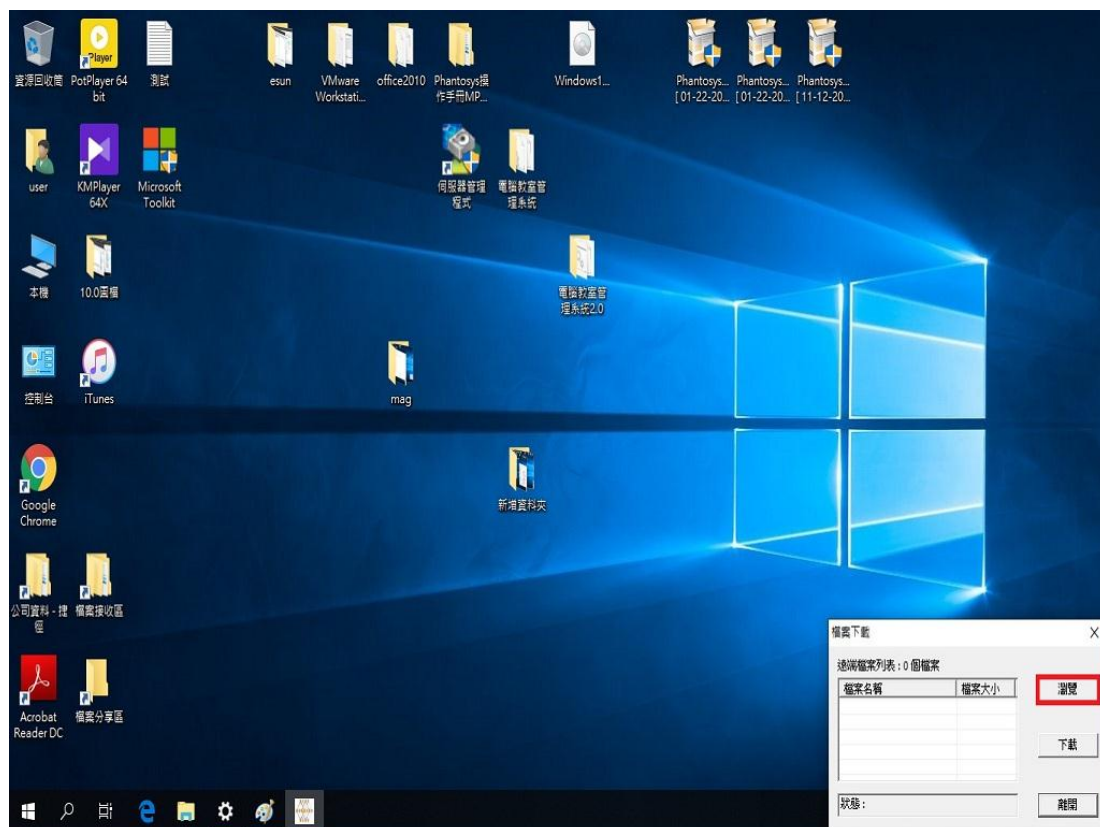 Player
資源回收筒
PotPlayer 64
bit
測試
esun
VMware
Workstati...
office2010
Phantosys操
作手冊MP...
Windows1...
Phantosys...
[ 01-22-20...
Phantosys...
[ 01-22-20...
Phantosys...
[ 11-12-20...
user
KMPlayer
64X
Microsoft
Toolkit
伺服器管理
程式
電腦教室管
理系統
本機
10.0圖檔
電腦教室管
理系統2.0
控制台
iTunes
mag
Google
Chrome
新增資料夾
公司資料 - 捷
徑
檔案接收區
Acrobat
Reader DC
檔案分享區
檔案下載
遠端檔案列表 : 0 個檔案
檔案名稱
檔案大小
瀏覽
下載
狀態 :
離開